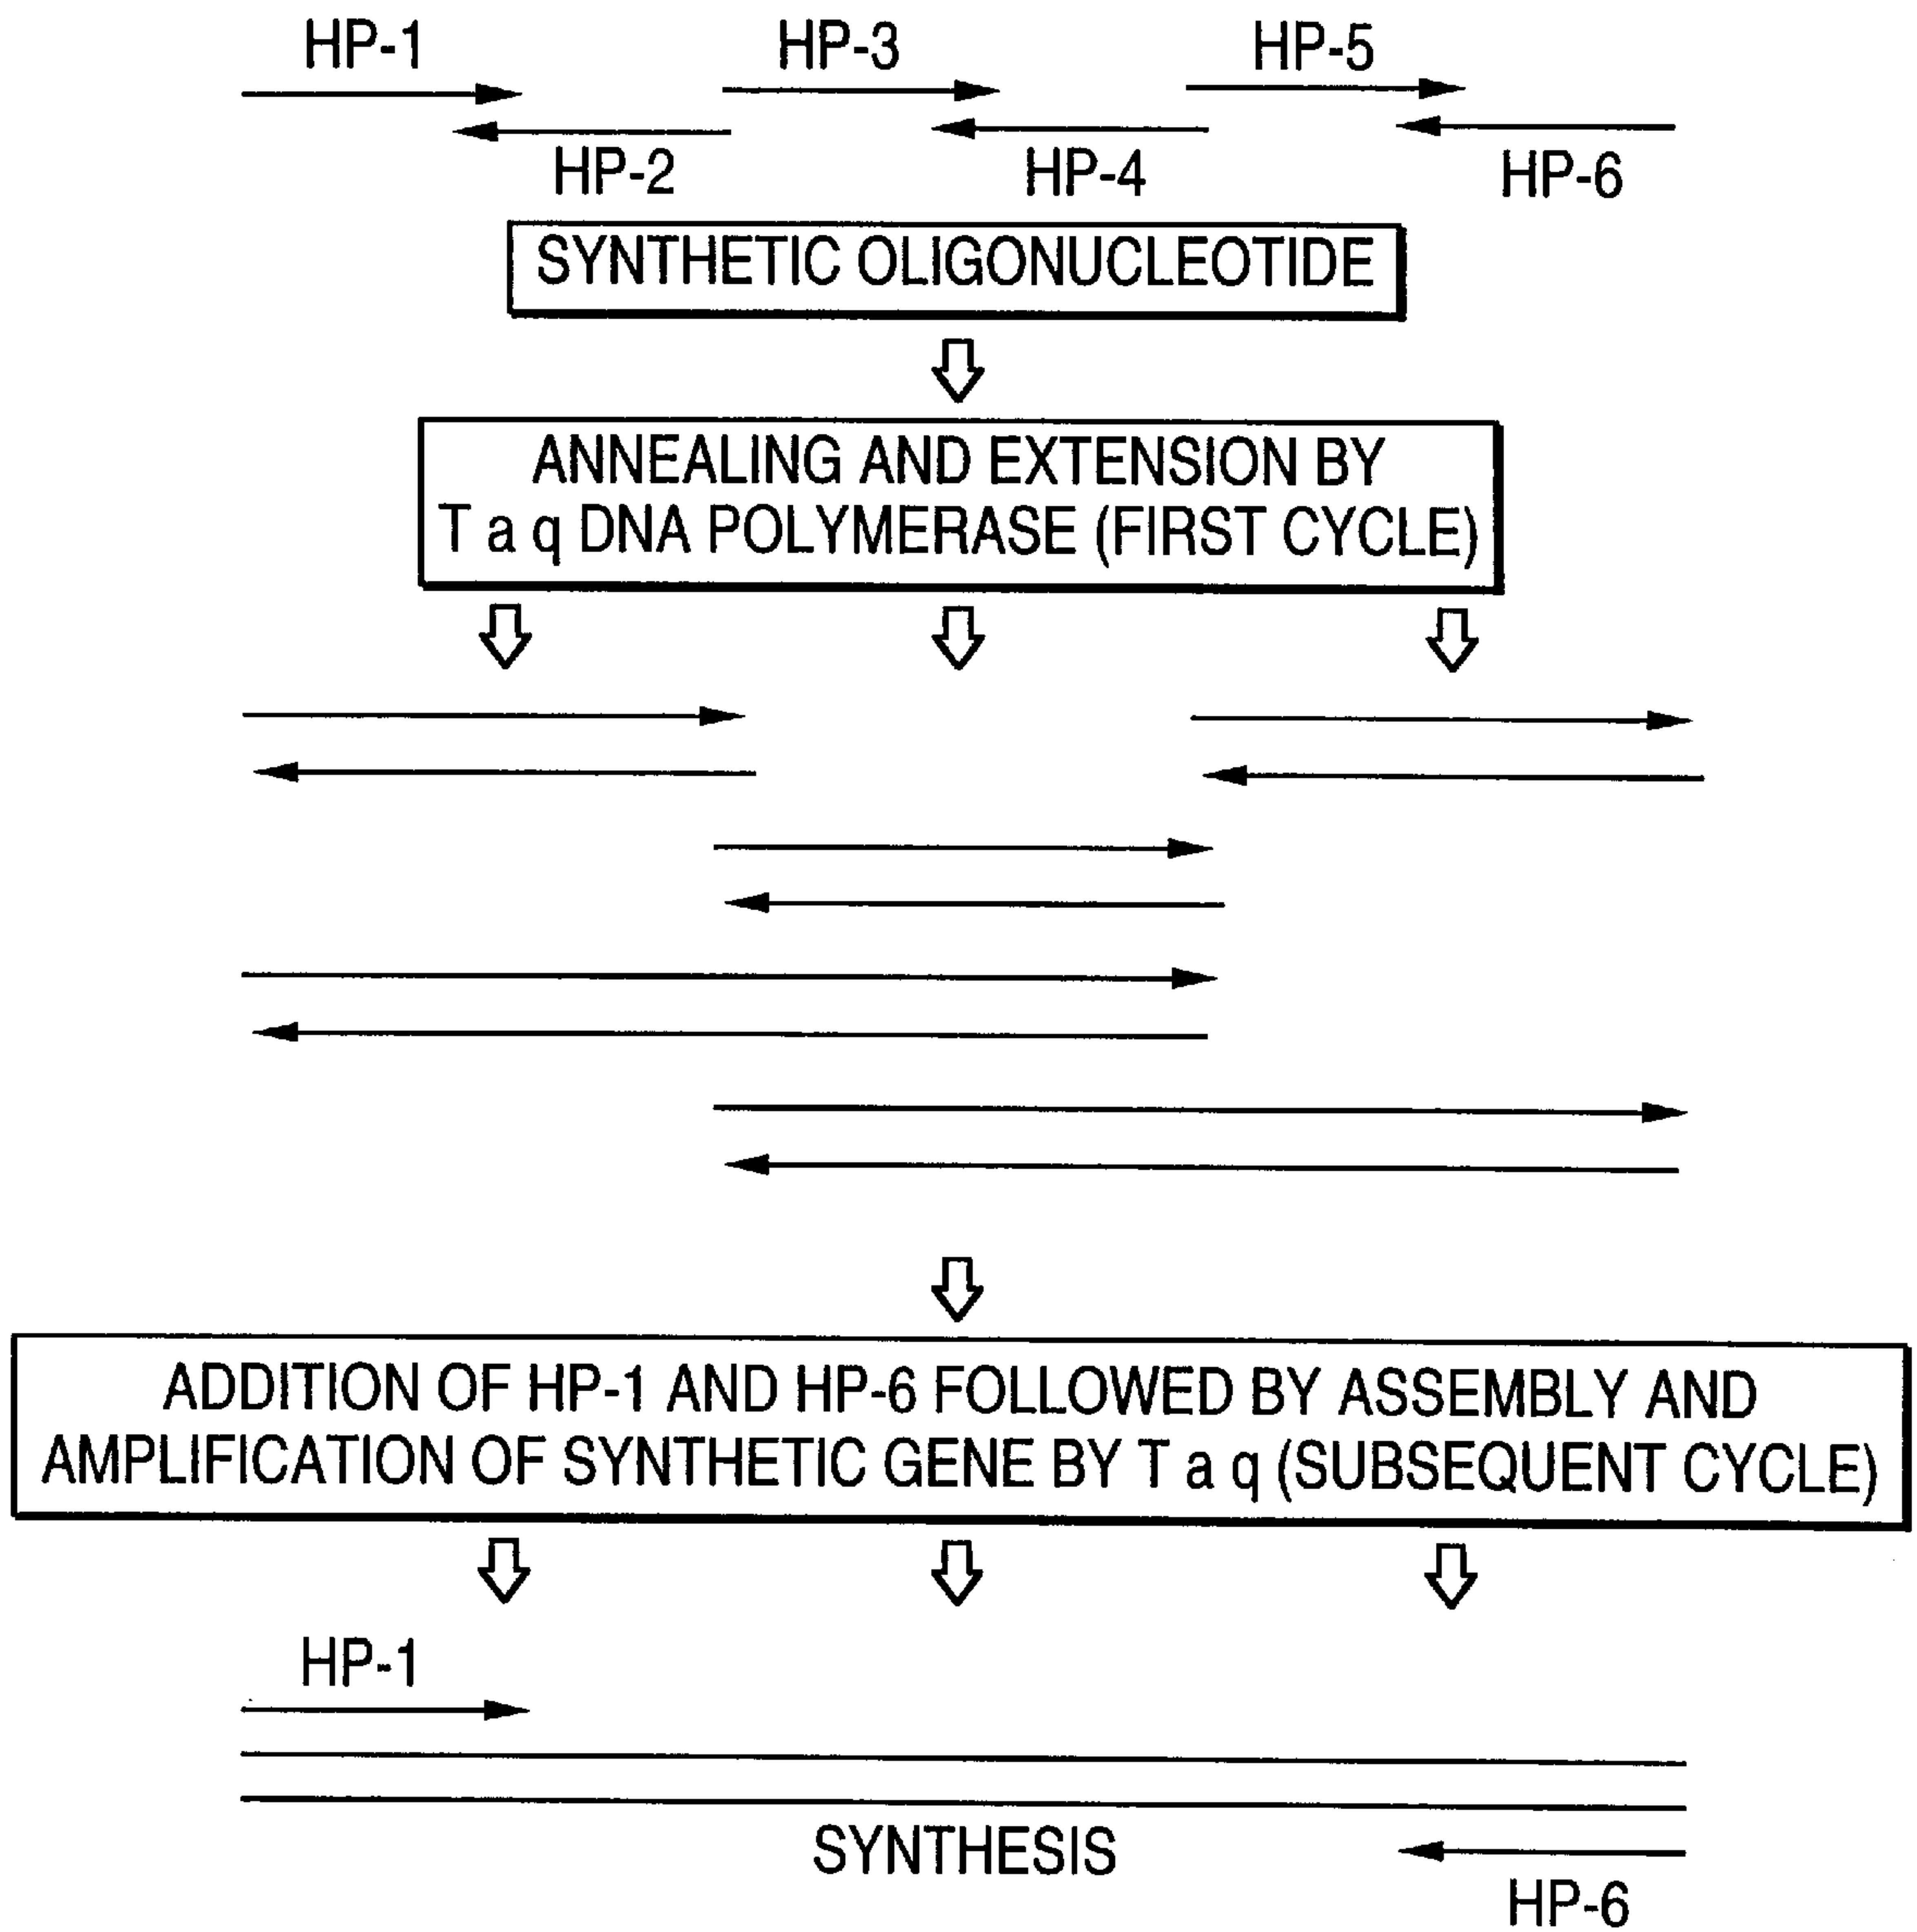 HP-1
HP-3
HP-5
HP-2
HP-4
HP-6
SYNTHETIC OLIGONUCLEOTIDE
ANNEALING AND EXTENSION BY
T a q DNA POLYMERASE (FIRST CYCLE)
ADDITION OF HP-1 AND HP-6 FOLLOWED BY ASSEMBLY AND
AMPLIFICATION OF SYNTHETIC GENE BY T a q (SUBSEQUENT CYCLE)
HP-1
SYNTHESIS
HP-6